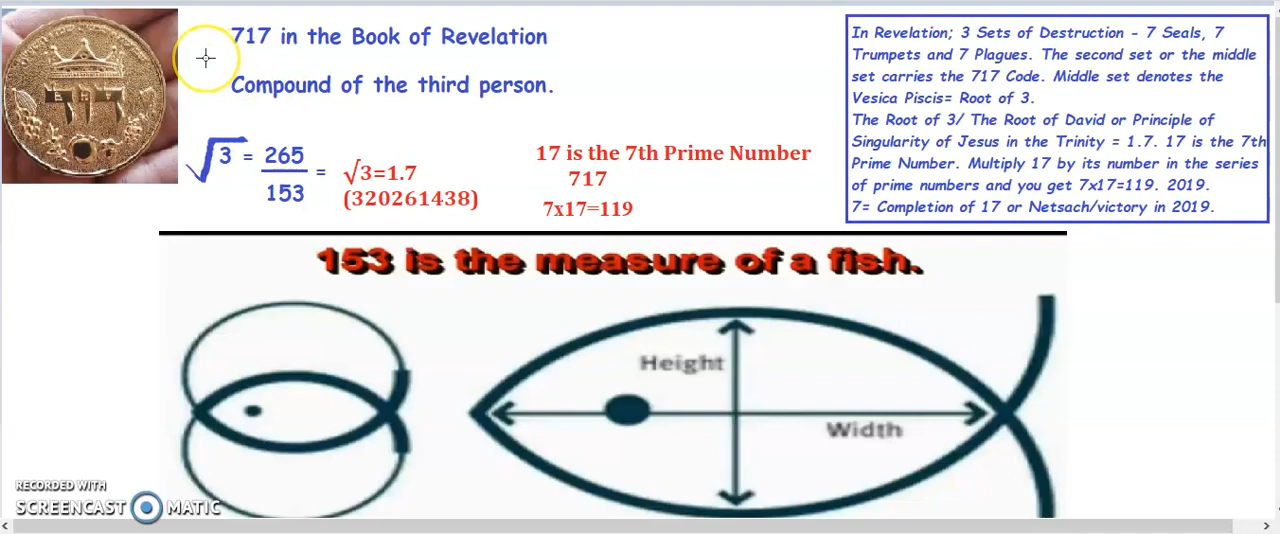 דוד
717 in the Book of Revelation
Compound of the third person.
√3 = 265/153 = √3=1.7
(320261438)
17 is the 7th Prime Number
717
7x17=119
In Revelation; 3 Sets of Destruction - 7 Seals, 7
Trumpets and 7 Plagues. The second set or the middle
set carries the 717 Code. Middle set denotes the
Vesica Piscis= Root of 3.
The Root of 3/ The Root of David or Principle of
Singularity of Jesus in the Trinity = 1.7. 17 is the 7th
Prime Number. Multiply 17 by its number in the series
of prime numbers and you get 7x17=119. 2019.
7= Completion of 17 or Netsach/victory in 2019.
153 is the measure of a fish.
Height
Width
RECORDED WITH
SCREENCAST MATIC